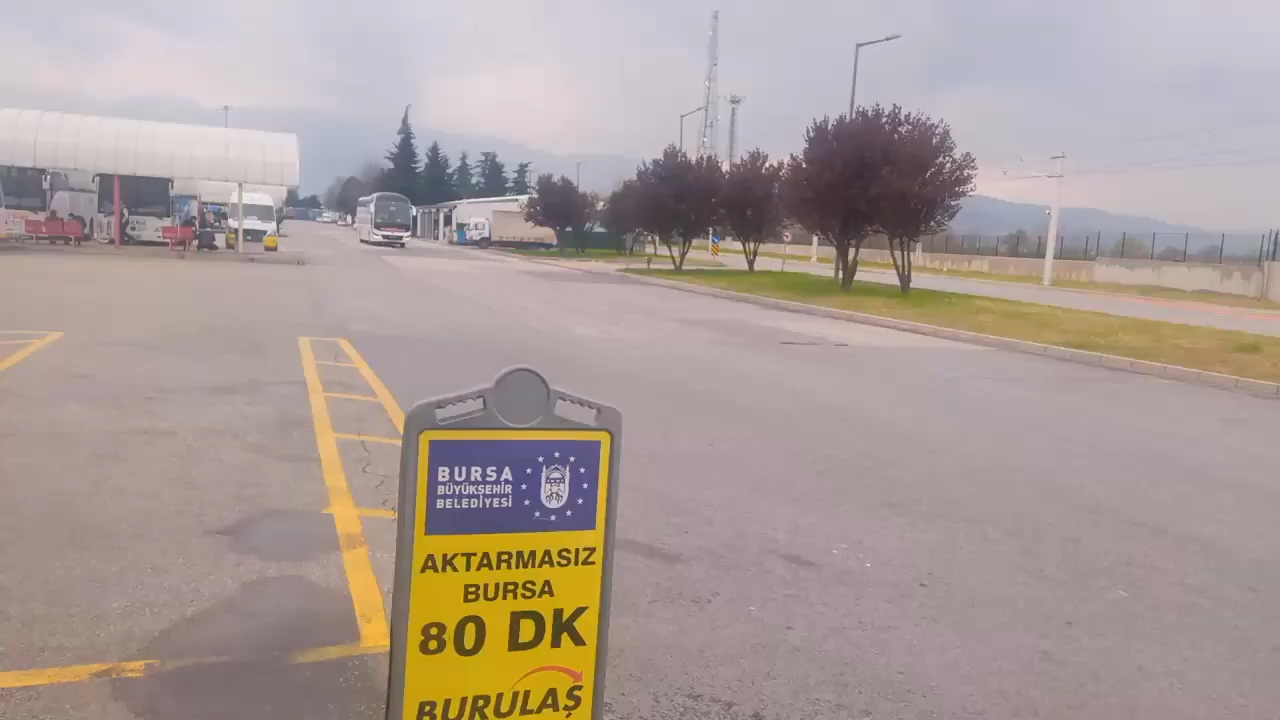 BURSA
BÜYÜKŞEHİR
BELEDİYESİ
AKTARMASIZ
BURSA
80 DK
BURULAŞ